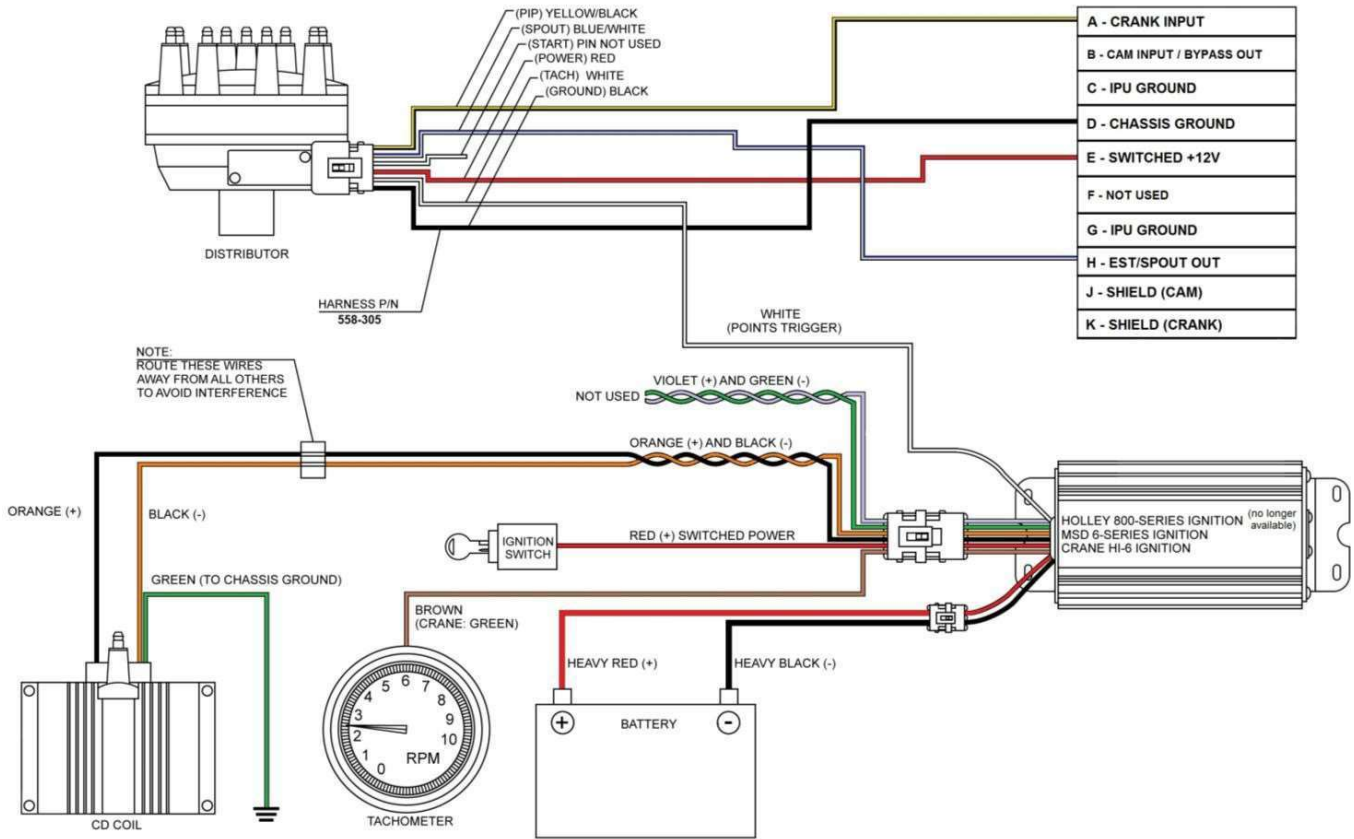 (PIP) YELLOW/BLACK
(SPOUT) BLUE/WHITE
(START) PIN NOT USED
(POWER) RED
(TACH) WHITE
(GROUND) BLACK
A - CRANK INPUT
B - CAM INPUT / BYPASS OUT
C - IPU GROUND
D - CHASSIS GROUND
E - SWITCHED +12V
F - NOT USED
G - IPU GROUND
H - EST/SPOUT OUT
J - SHIELD (CAM)
K - SHIELD (CRANK)
DISTRIBUTOR
HARNESS P/N
558-305
WHITE
(POINTS TRIGGER)
NOTE:
ROUTE THESE WIRES
AWAY FROM ALL OTHERS
TO AVOID INTERFERENCE
VIOLET (+) AND GREEN (-)
NOT USED
ORANGE (+) AND BLACK (-)
ORANGE (+)
BLACK (-)
IGNITION
SWITCH
RED (+) SWITCHED POWER
HOLLEY 800-SERIES IGNITION (no longer
available)
MSD 6-SERIES IGNITION
CRANE HI-6 IGNITION
GREEN (TO CHASSIS GROUND)
BROWN
(CRANE: GREEN)
HEAVY RED (+)
HEAVY BLACK (-)
0
1
2
3
4
5
6
7
8
9
10
RPM
+
BATTERY
-
CD COIL
TACHOMETER